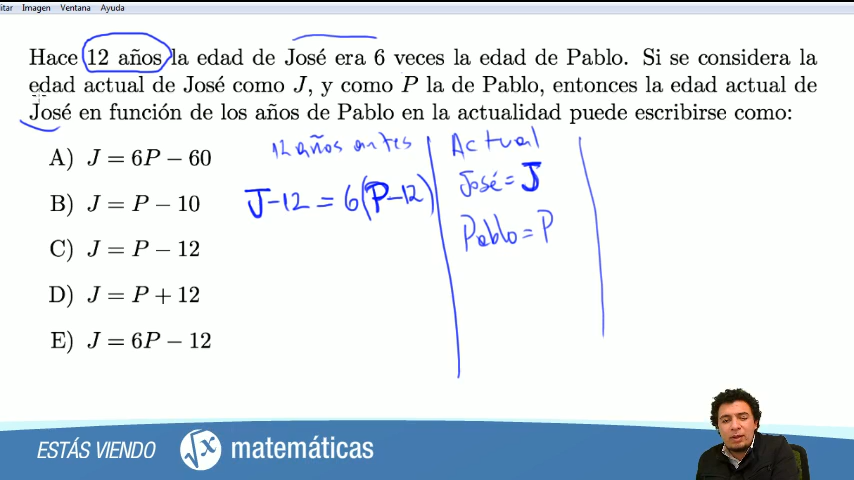 itar Imagen Ventana Ayuda
Hace 12 años la edad de José era 6 veces la edad de Pablo. Si se considera la
edad actual de José como J, y como P la de Pablo, entonces la edad actual de
José en función de los años de Pablo en la actualidad puede escribirse como:
A) J = 6P − 60
B) J = P − 10
C) J = P − 12
D) J = P + 12
E) J = 6P − 12
12 años antes
J-12 = 6(P-12)
Actual
José = J
Pablo = P
ESTÁS VIENDO √x matemáticas